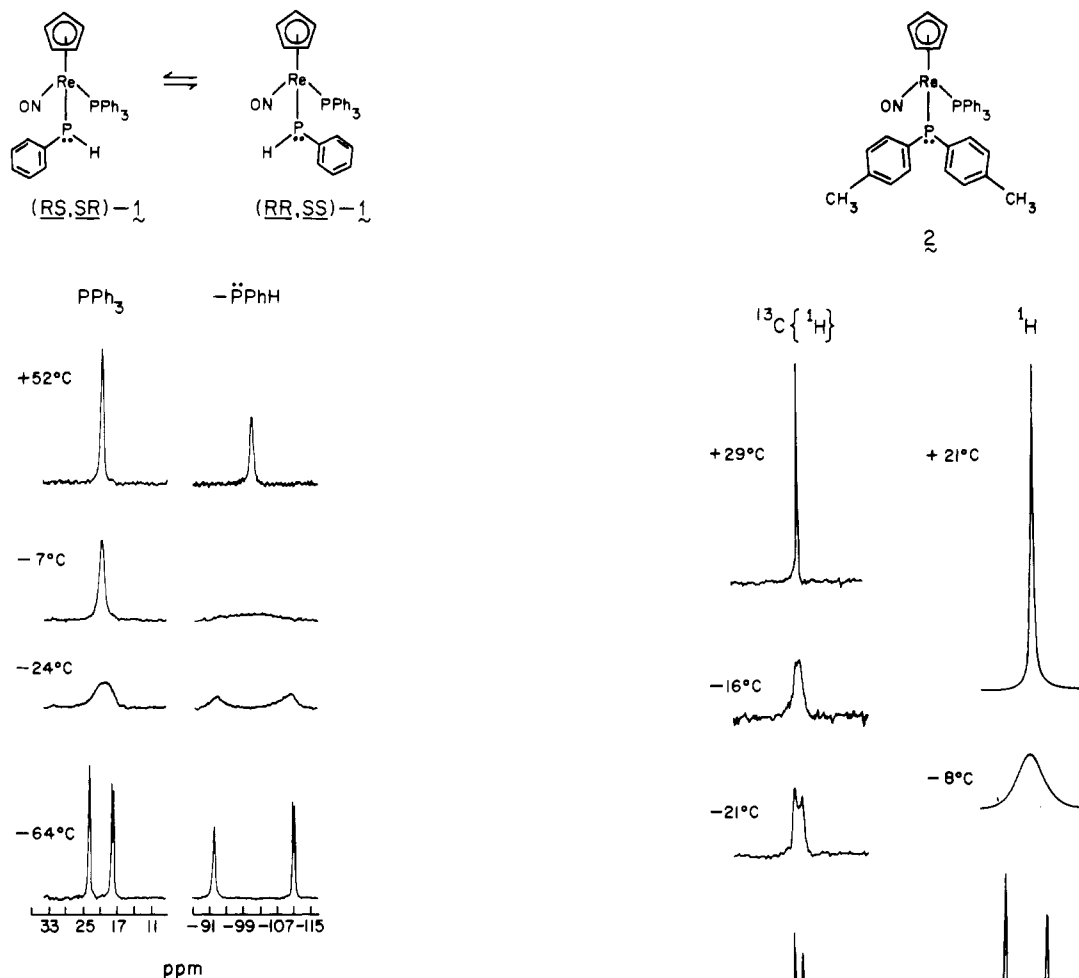 Re
ON
PPh3
P
H
(RS,SR)-1
⇌
Re
ON
PPh3
P
H
(RR,SS)-1
Re
ON
PPh3
P
CH3
CH3
2
PPh3
-P̈PhH
+52°C
-7°C
-24°C
-64°C
33 25 17 11
-91 -99 -107 -115
ppm
13C{1H}
1H
+29°C
+21°C
-16°C
-8°C
-21°C